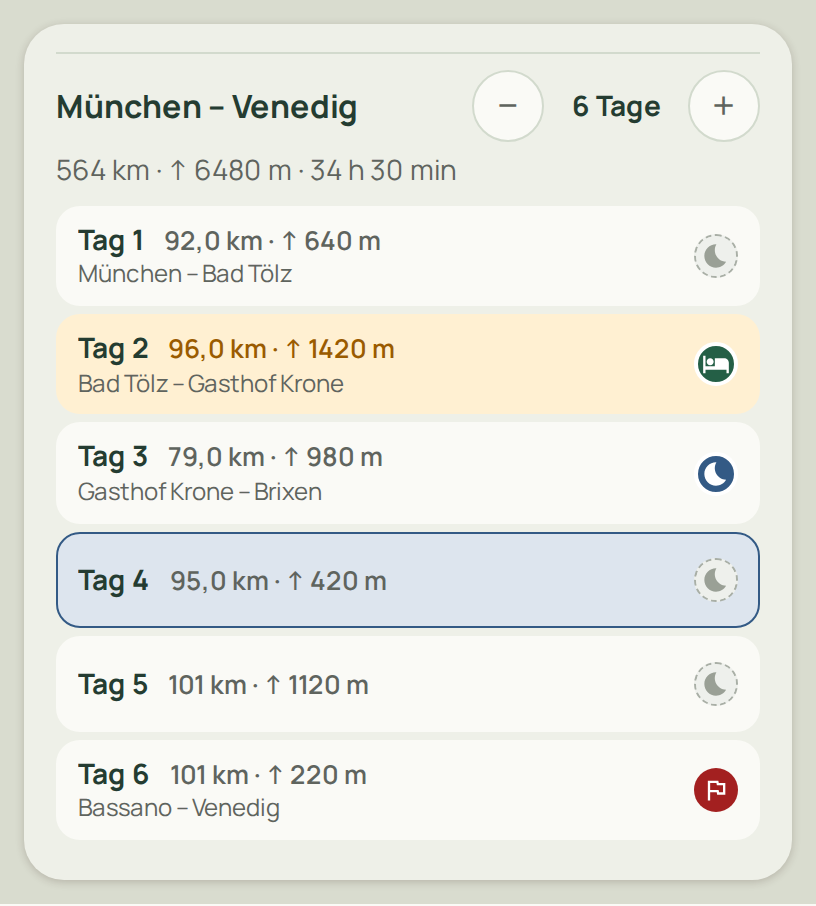 München – Venedig
− 6 Tage +
564 km · ↑ 6480 m · 34 h 30 min
Tag 1 92,0 km · ↑ 640 m
München – Bad Tölz
Tag 2 96,0 km · ↑ 1420 m
Bad Tölz – Gasthof Krone
Tag 3 79,0 km · ↑ 980 m
Gasthof Krone – Brixen
Tag 4 95,0 km · ↑ 420 m
Tag 5 101 km · ↑ 1120 m
Tag 6 101 km · ↑ 220 m
Bassano – Venedig